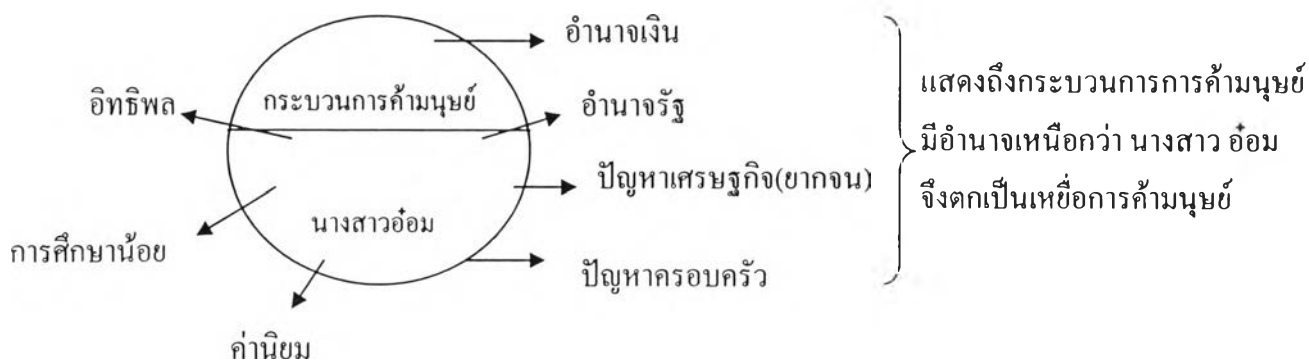 อำนาจเงิน
กระบวนการค้ามนุษย์
อิทธิพล
อำนาจรัฐ
ปัญหาเศรษฐกิจ(ยากจน)
นางสาวอ๋อม
การศึกษาน้อย
ปัญหาครอบครัว
ค่านิยม
แสดงถึงกระบวนการการค้ามนุษย์
มีอำนาจเหนือกว่า นางสาว อ๋อม
จึงตกเป็นเหยื่อการค้ามนุษย์